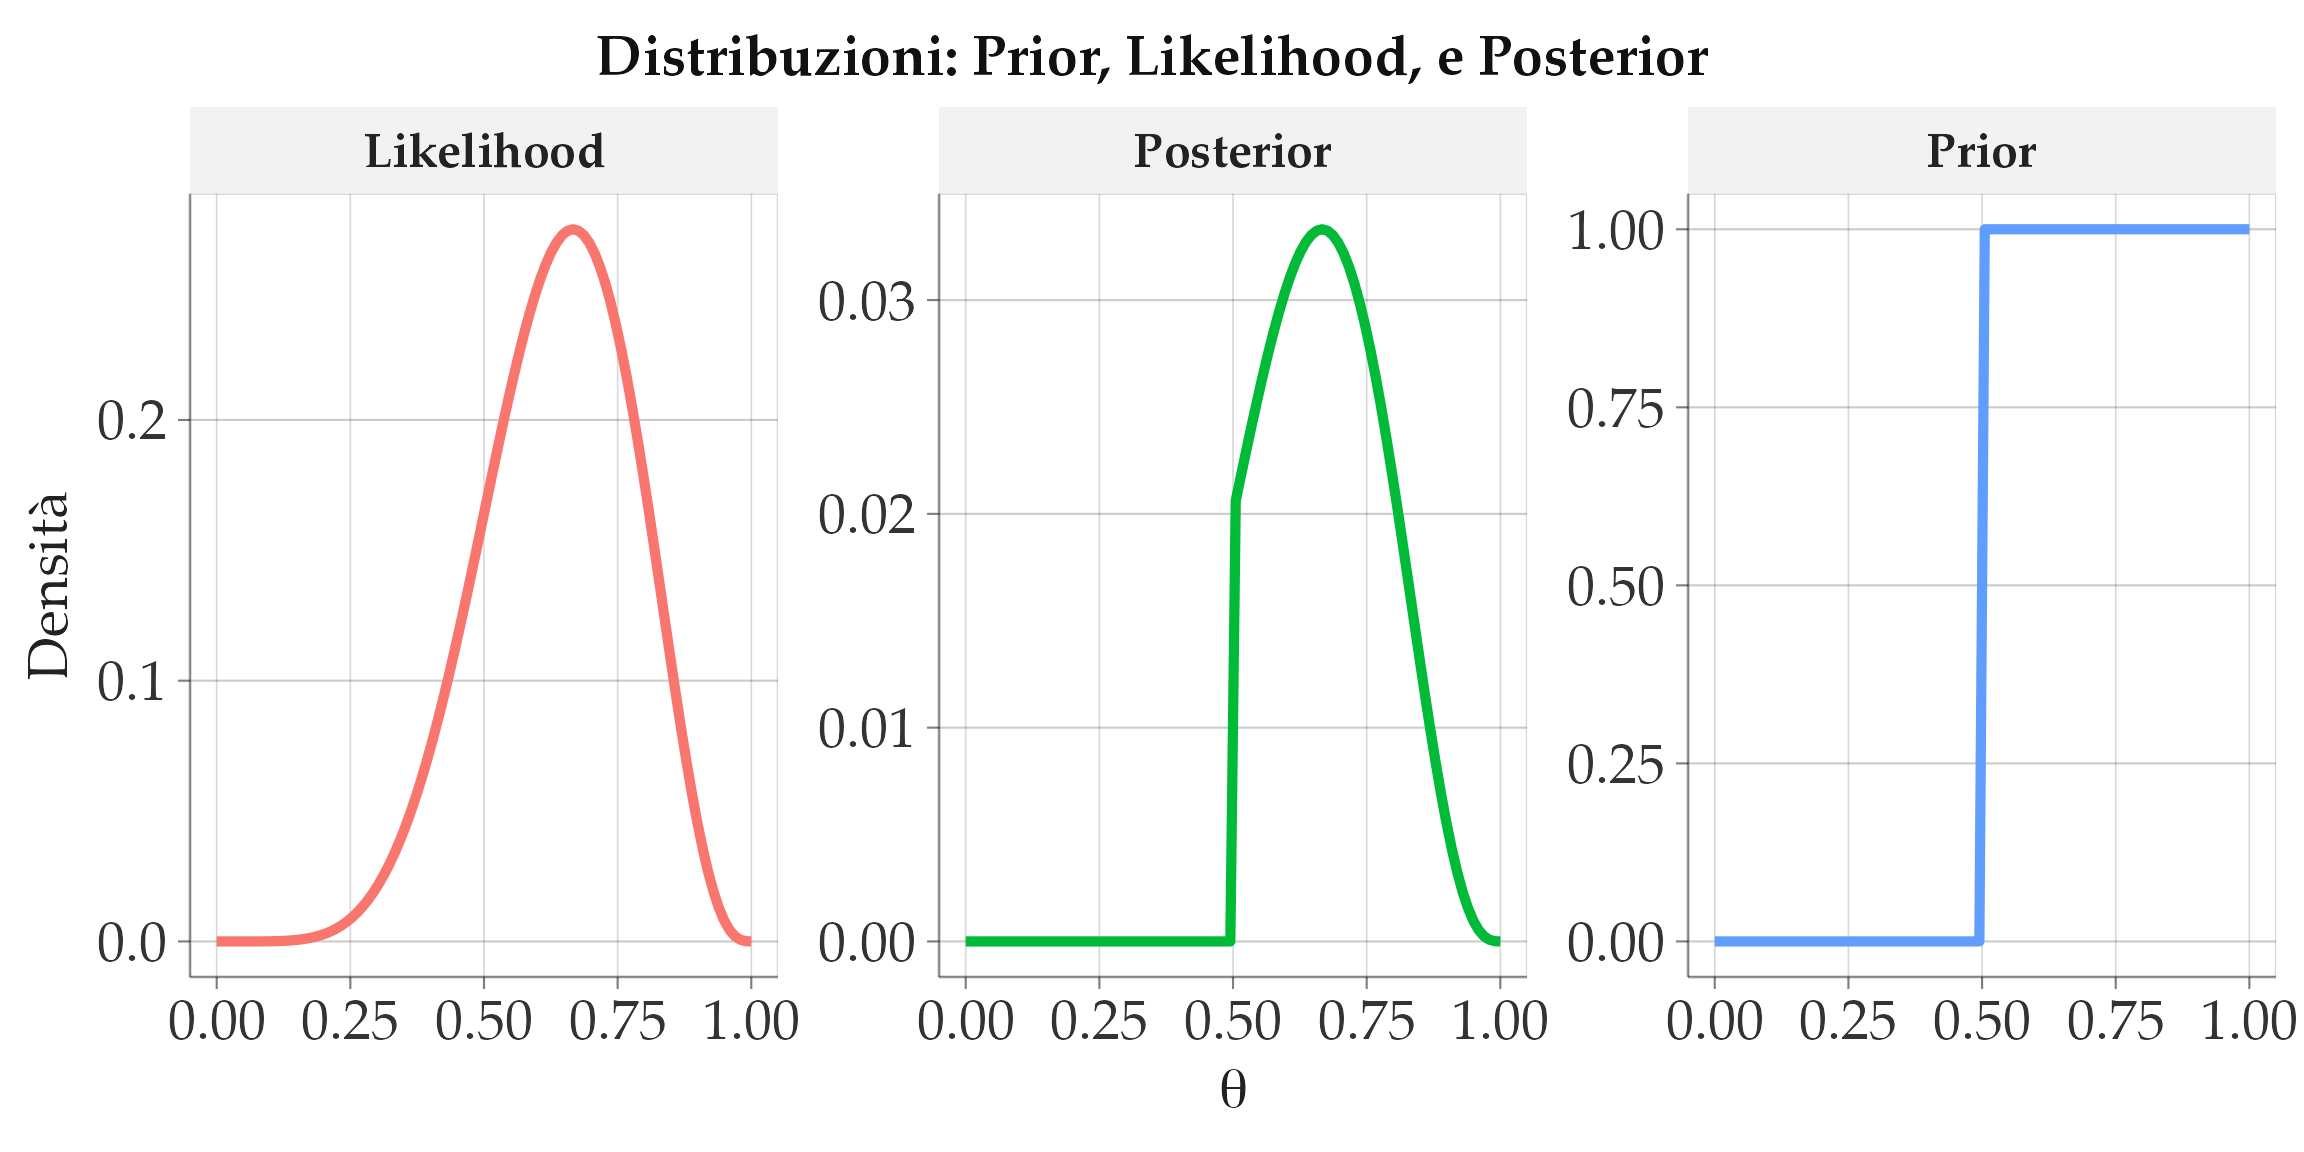 Distribuzioni: Prior, Likelihood, e Posterior
Likelihood
Posterior
Prior
Densità
0.2
0.1
0.0
0.00 0.25 0.50 0.75 1.00
0.03
0.02
0.01
0.00
0.00 0.25 0.50 0.75 1.00
1.00
0.75
0.50
0.25
0.00
0.00 0.25 0.50 0.75 1.00
θ